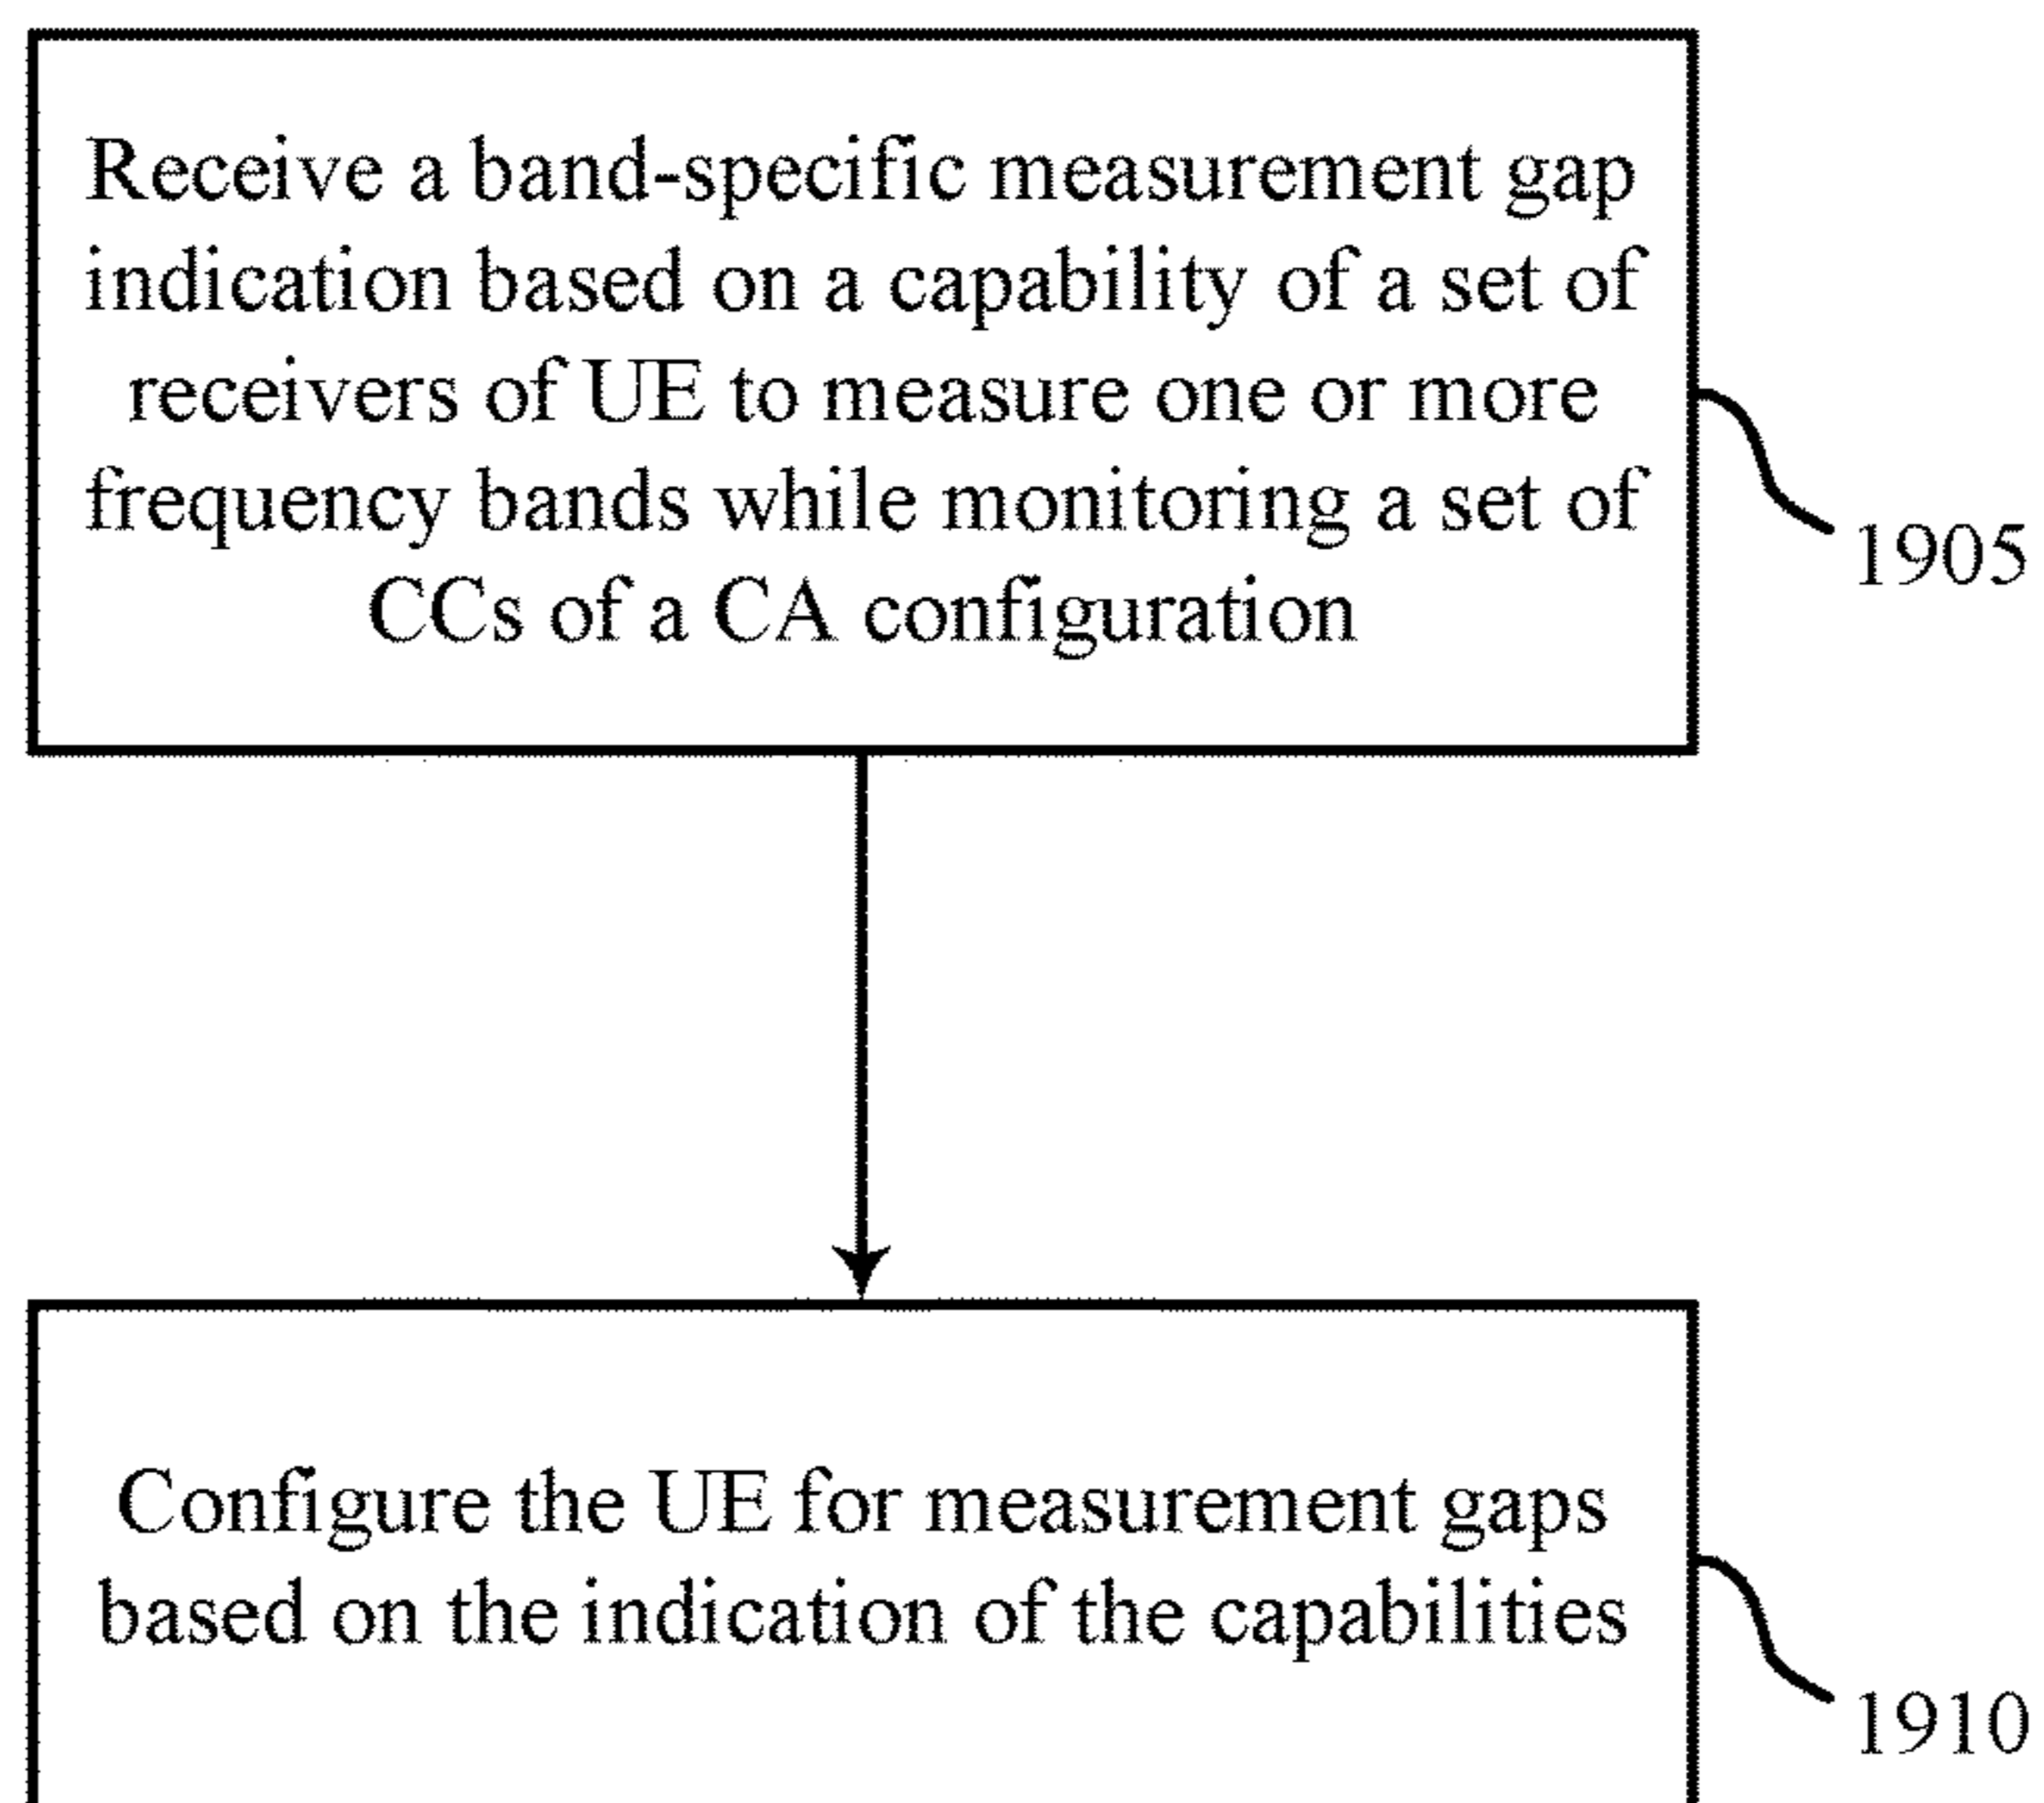 Receive a band-specific measurement gap
indication based on a capability of a set of
receivers of UE to measure one or more
frequency bands while monitoring a set of
CCs of a CA configuration
1905
Configure the UE for measurement gaps
based on the indication of the capabilities
1910